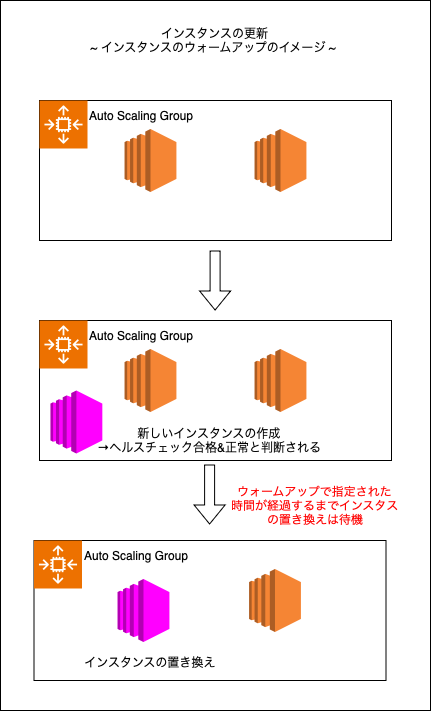 インスタンスの更新
~ インスタンスのウォームアップのイメージ ~
Auto Scaling Group
Auto Scaling Group
新しいインスタンスの作成
→ヘルスチェック合格&正常と判断される
ウォームアップで指定された
時間が経過するまでインスタス
の置き換えは待機
Auto Scaling Group
インスタンスの置き換え